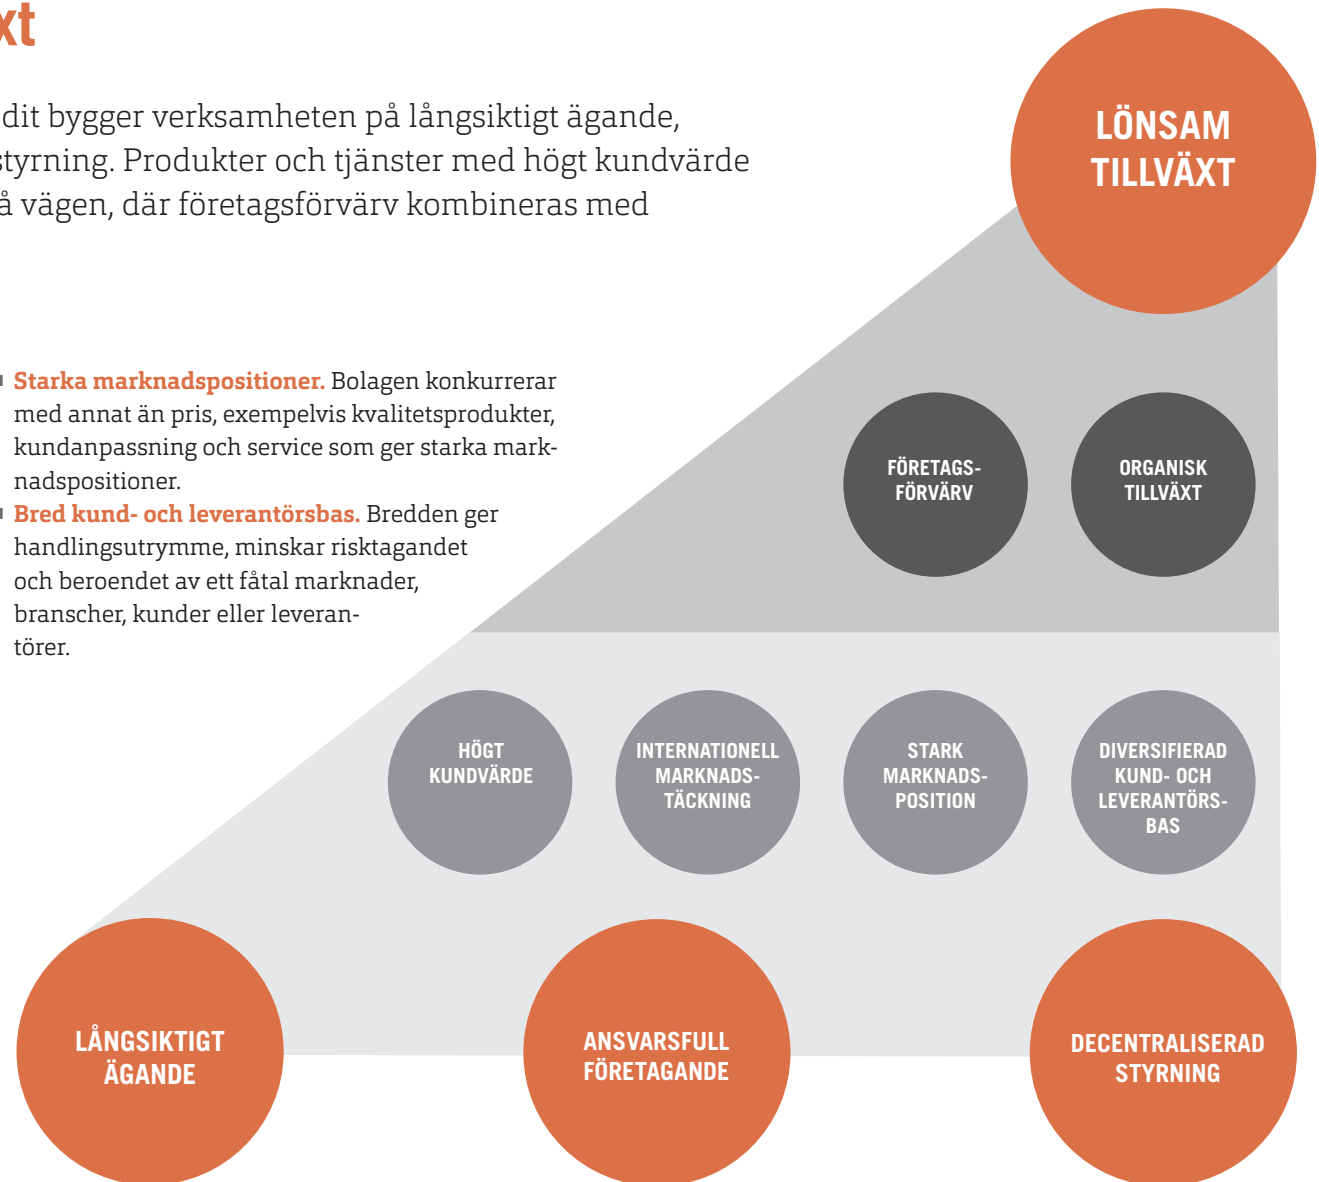 xt
dit bygger verksamheten på långsiktigt ägande,
styrning. Produkter och tjänster med högt kundvärde
å vägen, där företagsförvärv kombineras med
Starka marknadspositioner. Bolagen konkurrerar
med annat än pris, exempelvis kvalitetsprodukter,
kundanpassning och service som ger starka mark-
nadspositioner.
Bred kund- och leverantörsbas. Bredden ger
handlingsutrymme, minskar risktagandet
och beroendet av ett fåtal marknader,
branscher, kunder eller leveran-
törer.
LÖNSAM
TILLVÄXT
FÖRETAGS-
FÖRVÄRV
ORGANISK
TILLVÄXT
HÖGT
KUNDVÄRDE
INTERNATIONELL
MARKNADS-
TÄCKNING
STARK
MARKNADS-
POSITION
DIVERSIFIERAD
KUND- OCH
LEVERANTÖRS-
BAS
LÅNGSIKTIGT
ÄGANDE
ANSVARSFULL
FÖRETAGANDE
DECENTRALISERAD
STYRNING